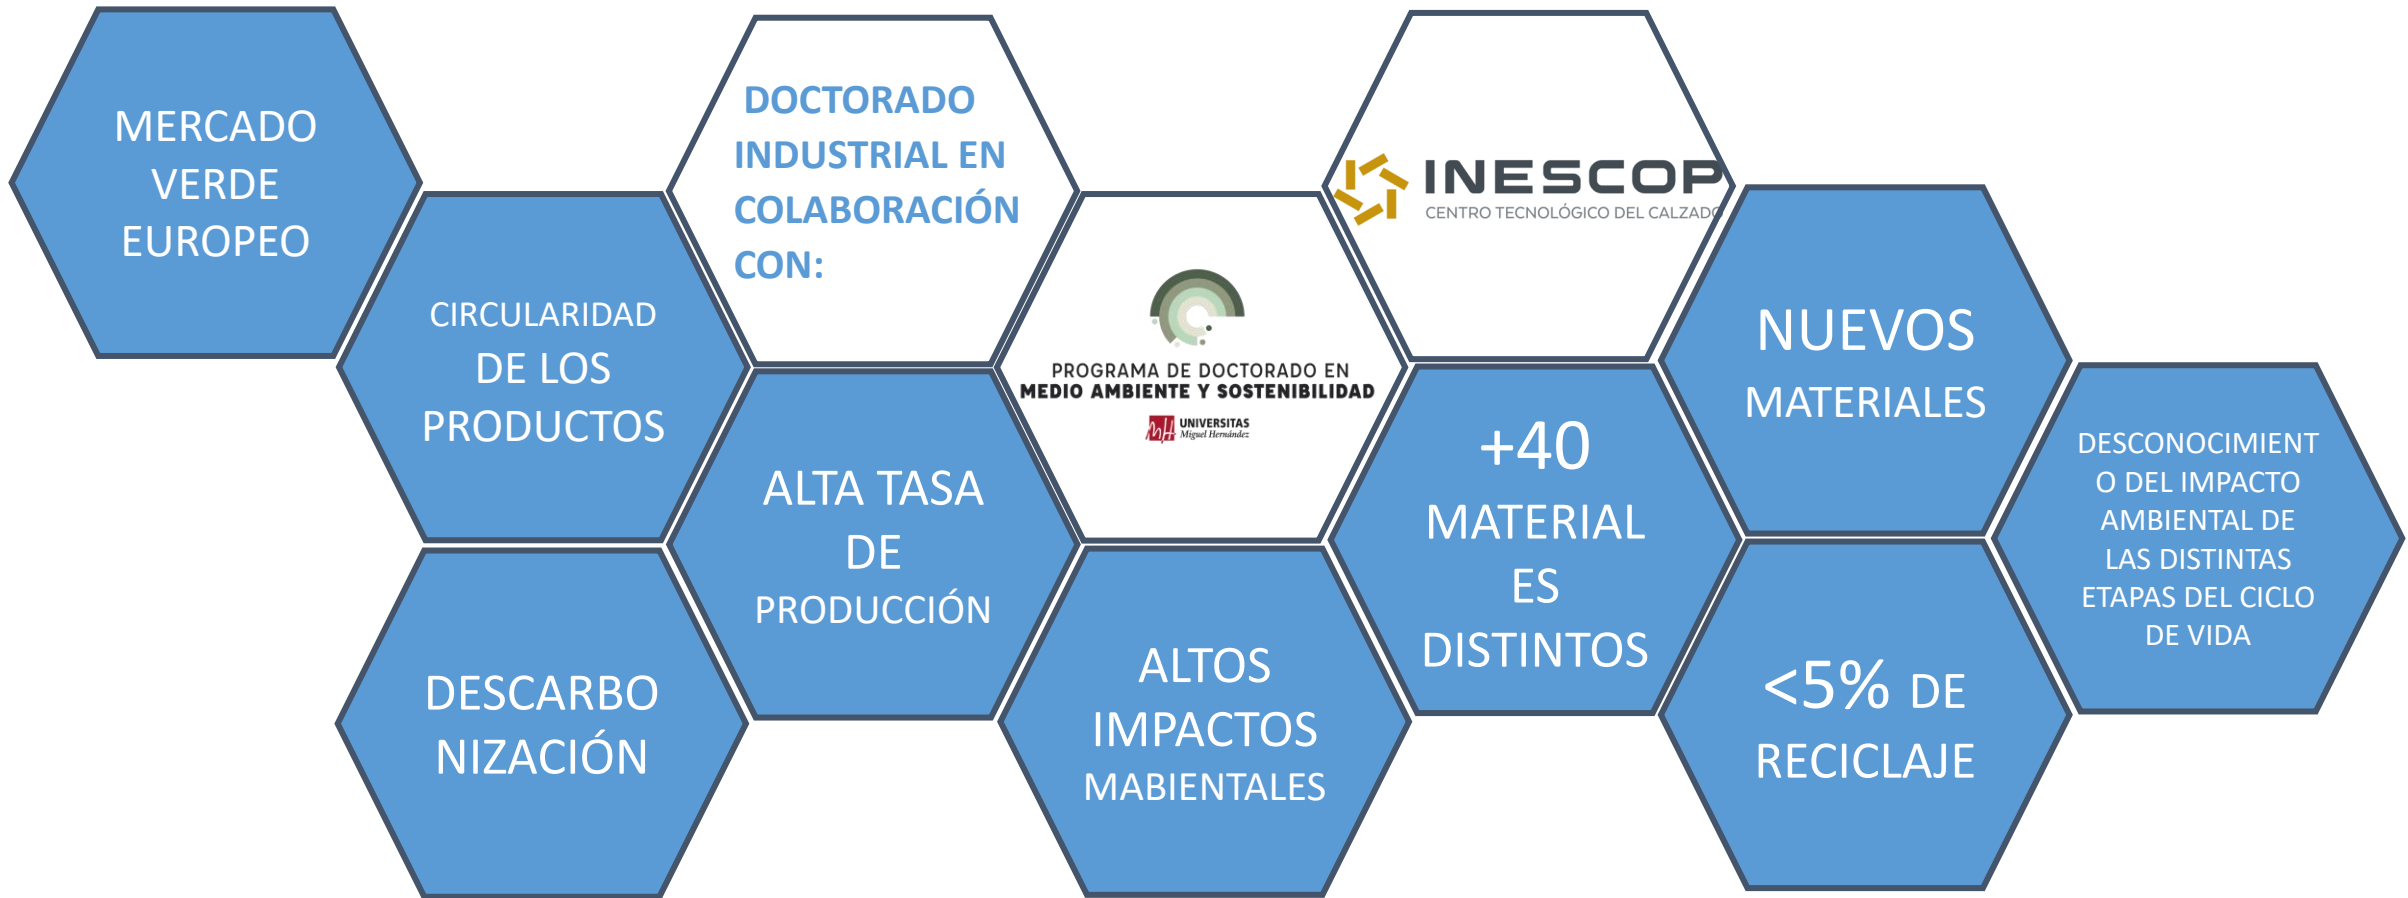 MERCADO
VERDE
EUROPEO
CIRCULARIDAD
DE LOS
PRODUCTOS
DESCARBO
NIZACIÓN
DOCTORADO
INDUSTRIAL EN
COLABORACIÓN
CON:
ALTA TASA
DE
PRODUCCIÓN
PROGRAMA DE DOCTORADO EN
MEDIO AMBIENTE Y SOSTENIBILIDAD
UNIVERSITAS
Miguel Hernández
ALTOS
IMPACTOS
MABIENTALES
INESCOP
CENTRO TECNOLÓGICO DEL CALZADO
+40
MATERIAL
ES
DISTINTOS
NUEVOS
MATERIALES
<5% DE
RECICLAJE
DESCONOCIMIENT
O DEL IMPACTO
AMBIENTAL DE
LAS DISTINTAS
ETAPAS DEL CICLO
DE VIDA